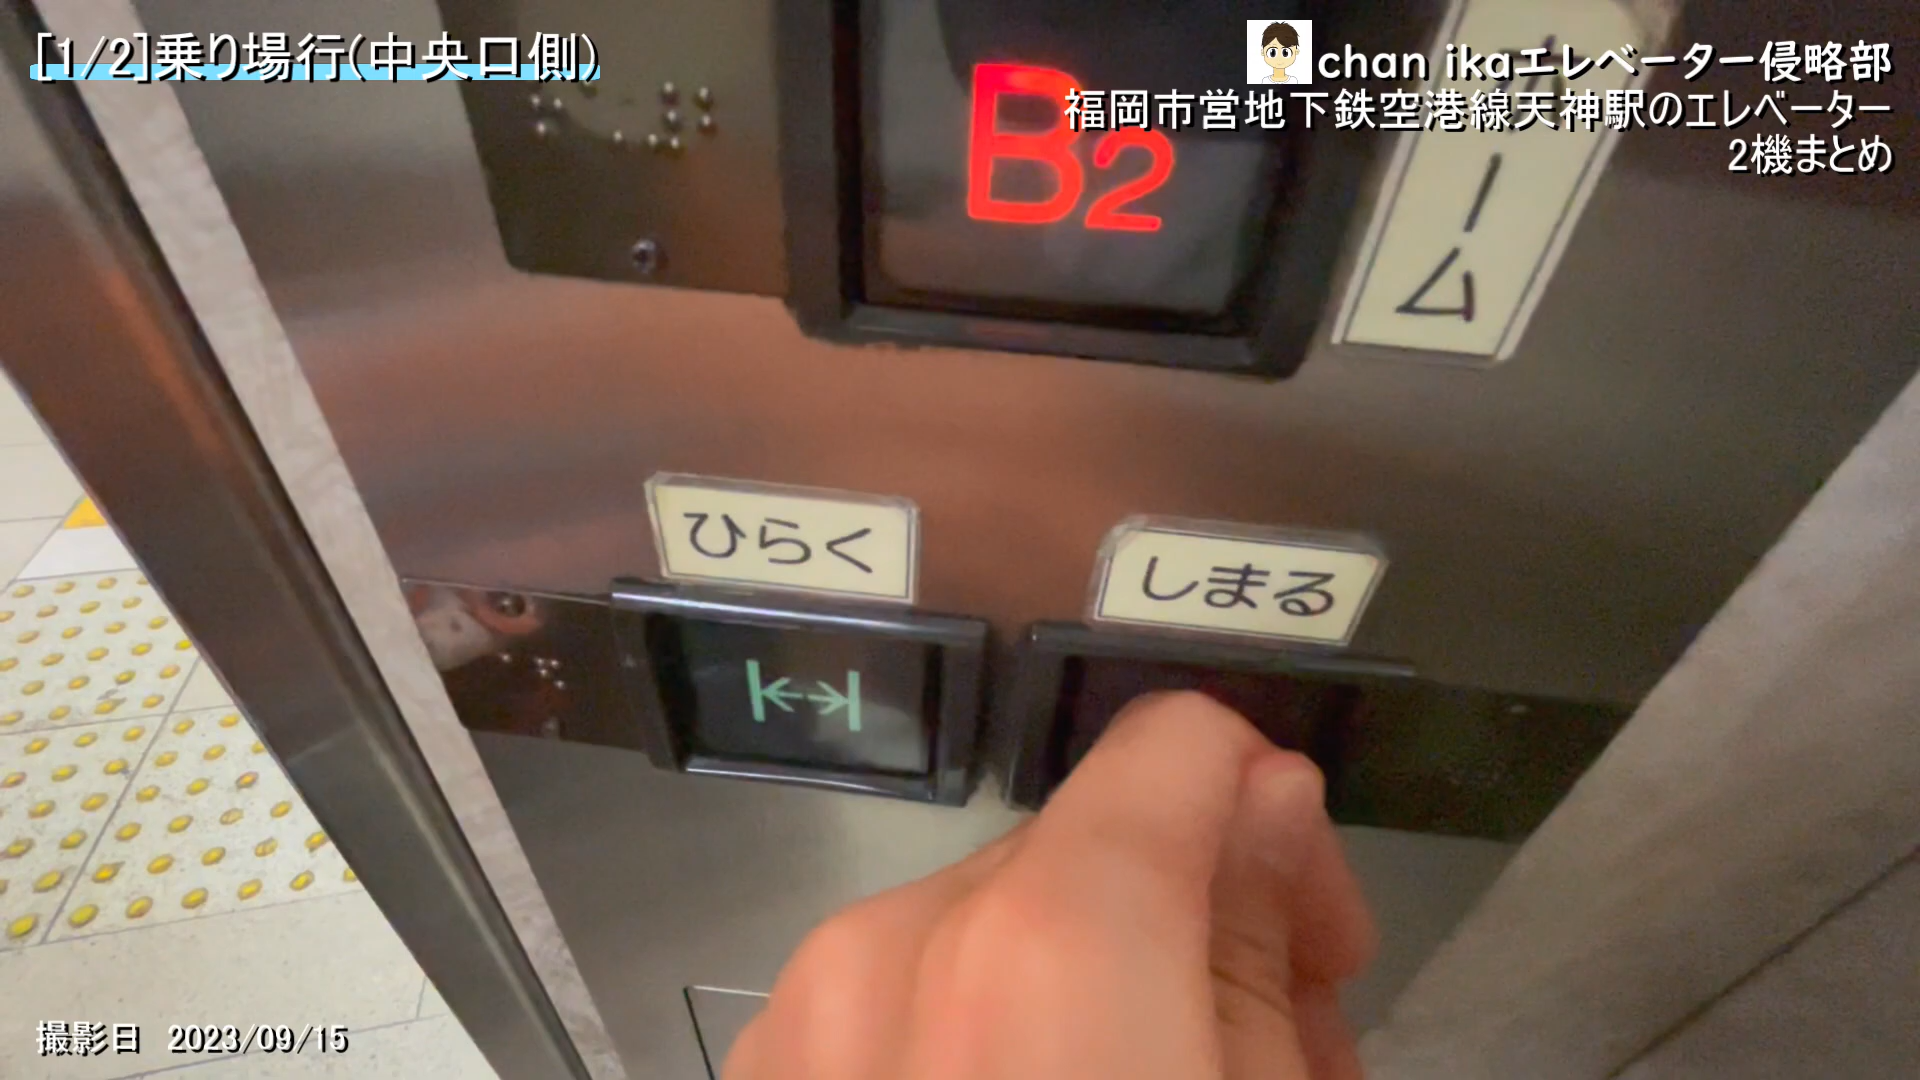 [1/2]乗り場行(中央口側)
chan ikaエレベーター侵略部
福岡市営地下鉄空港線天神駅のエレベーター
2機まとめ
B2
ーム
ひらく
しまる
撮影日 2023/09/15